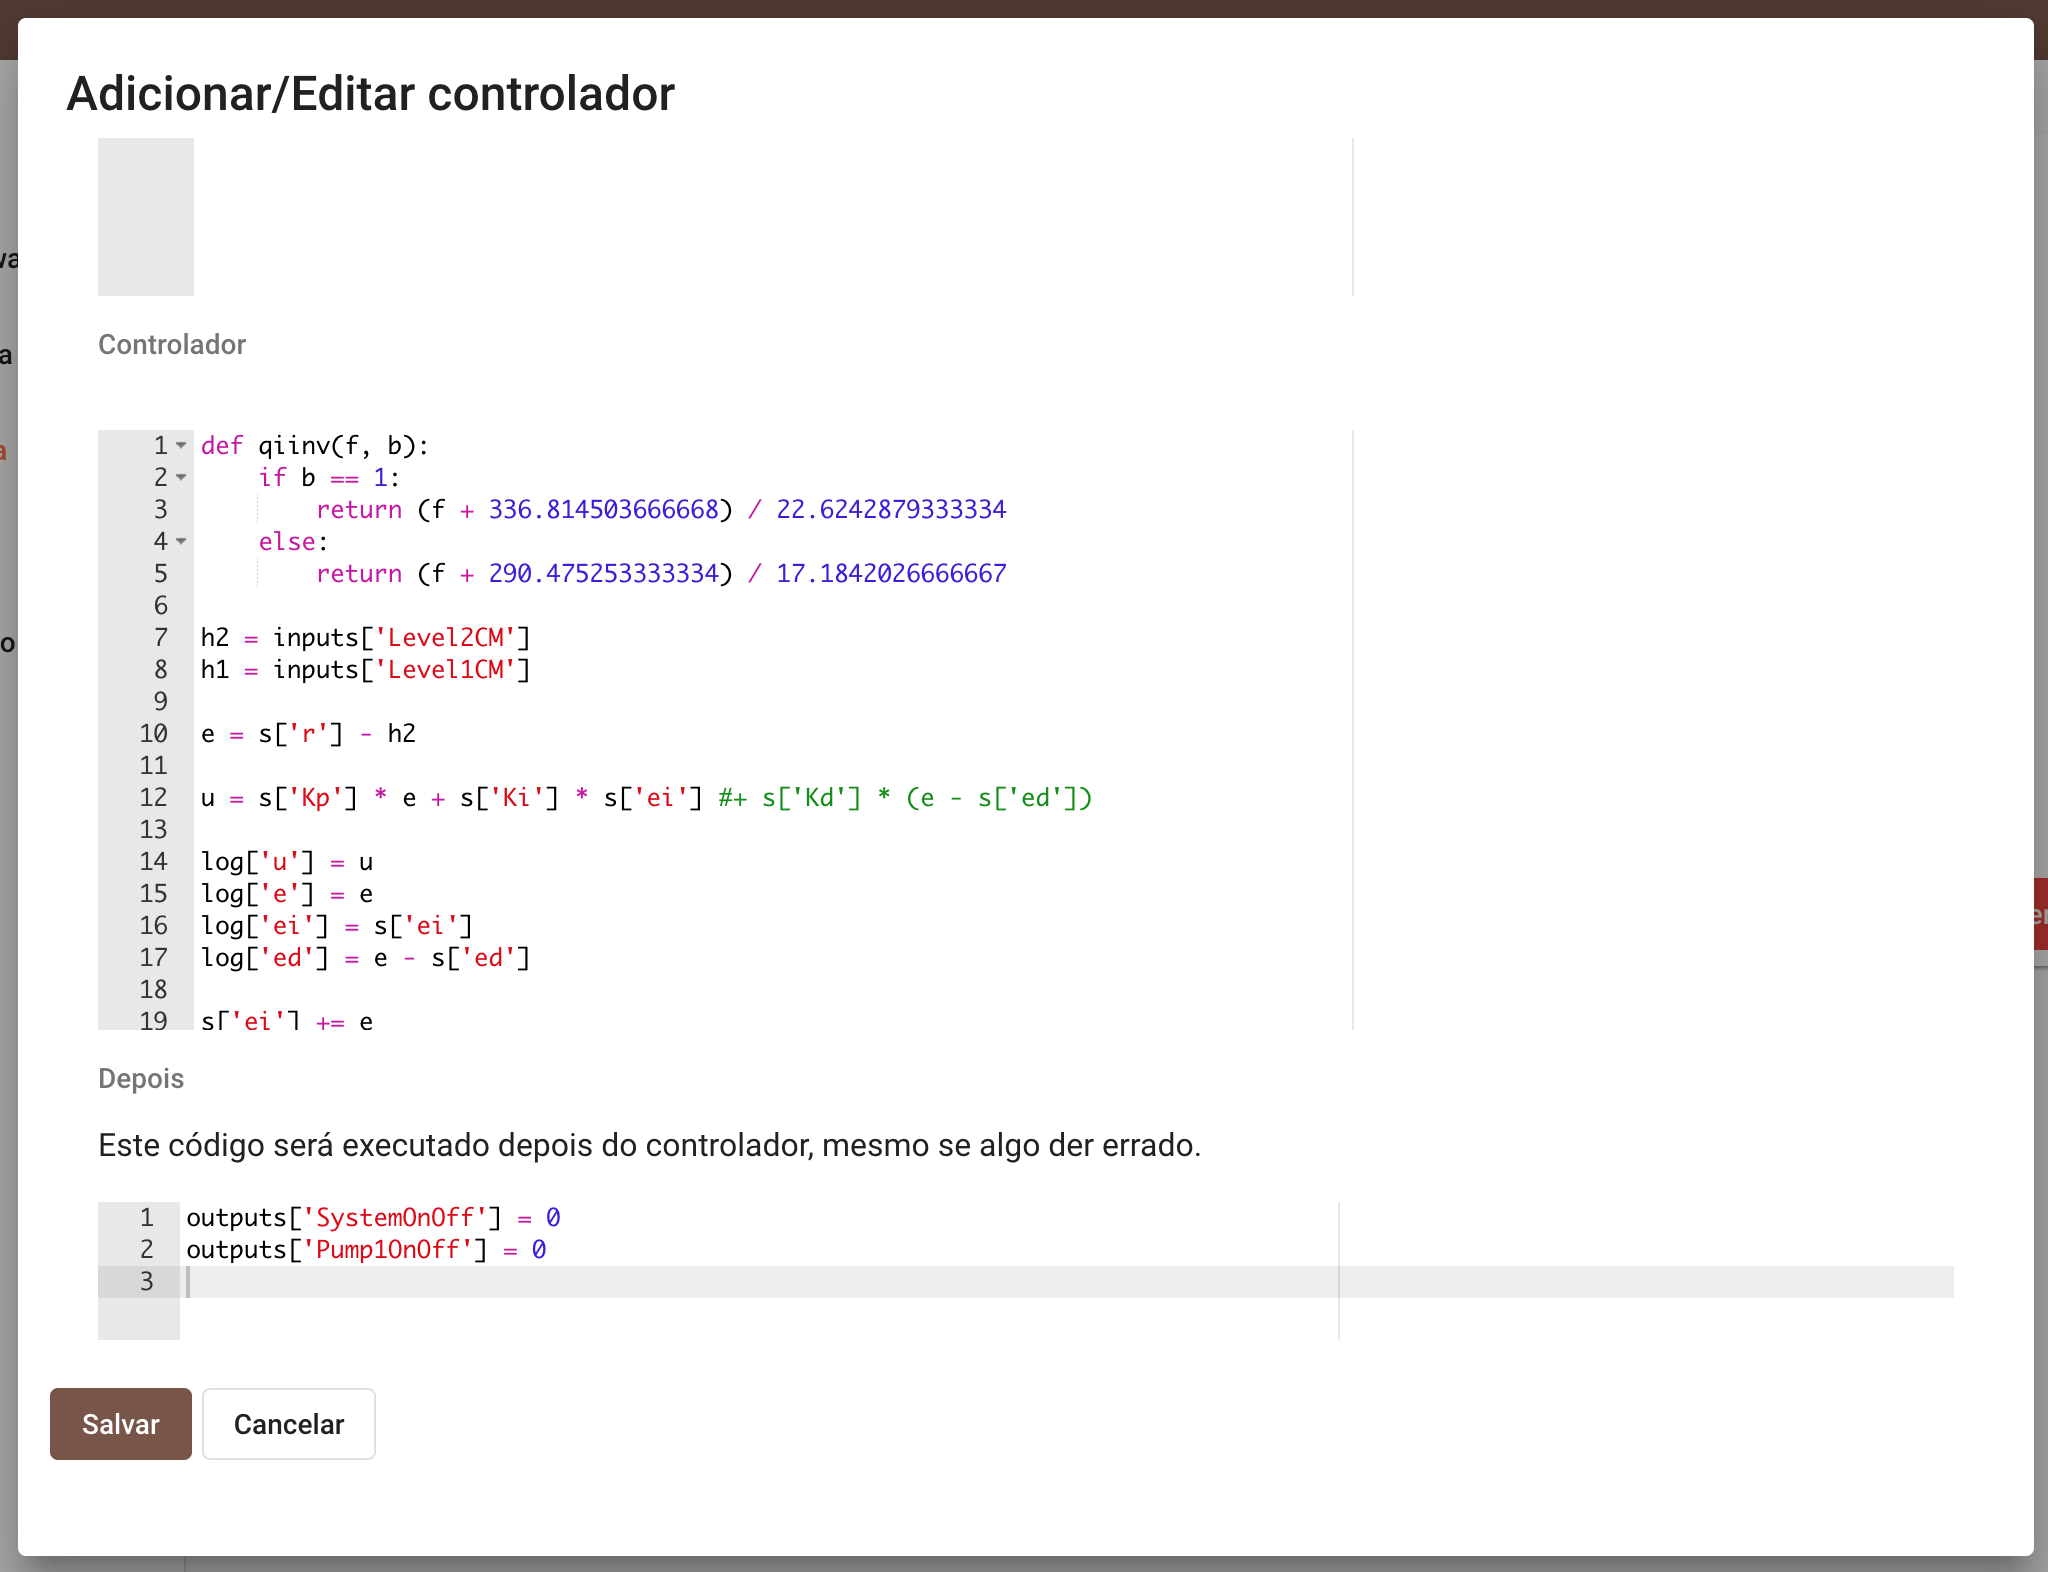 Adicionar/Editar controlador
Controlador
1 def qiinv(f, b):
2     if b == 1:
3         return (f + 336.814503666668) / 22.6242879333334
4     else:
5         return (f + 290.475253333334) / 17.1842026666667
6
7 h2 = inputs['Level2CM']
8 h1 = inputs['Level1CM']
9
10 e = s['r'] - h2
11
12 u = s['Kp'] * e + s['Ki'] * s['ei'] #+ s['Kd'] * (e - s['ed'])
13
14 log['u'] = u
15 log['e'] = e
16 log['ei'] = s['ei']
17 log['ed'] = e - s['ed']
18
19 s['ei'] += e
Depois
Este código será executado depois do controlador, mesmo se algo der errado.
1 outputs['SystemOnOff'] = 0
2 outputs['Pump1OnOff'] = 0
3
Salvar
Cancelar